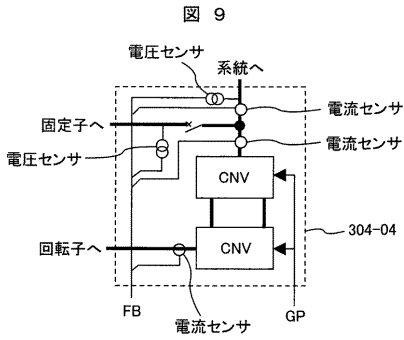 図 9
電圧センサ
系統へ
電流センサ
固定子へ
電圧センサ
電流センサ
CNV
304-04
回転子へ
CNV
FB
電流センサ
GP